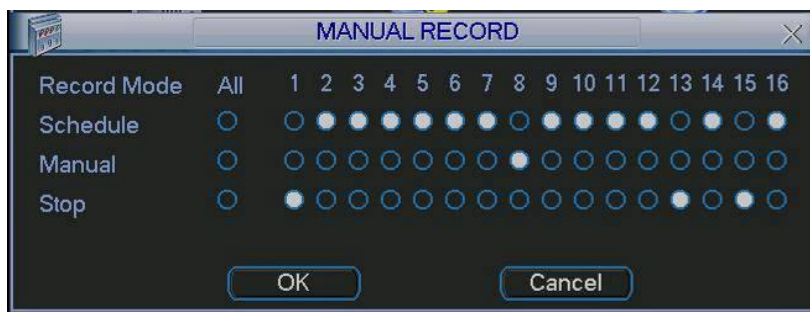 MANUAL RECORD
Record Mode All 1 2 3 4 5 6 7 8 9 10 11 12 13 14 15 16
Schedule
Manual
Stop
OK Cancel